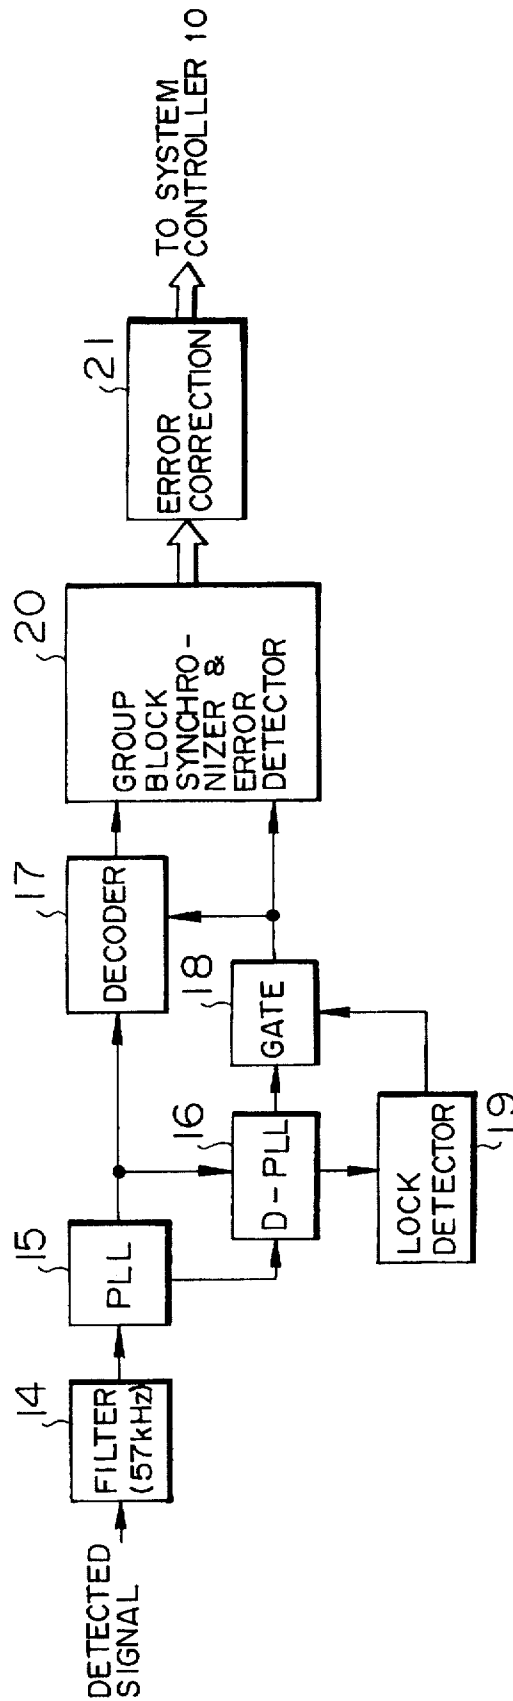 DETECTED
SIGNAL
14
FILTER
(57kHz)
15
PLL
16
D-PLL
17
DECODER
18
GATE
LOCK
DETECTOR
19
20
GROUP
BLOCK
SYNCHRO-
NIZER &
ERROR
DETECTOR
21
ERROR
CORRECTION
TO SYSTEM
CONTROLLER 10